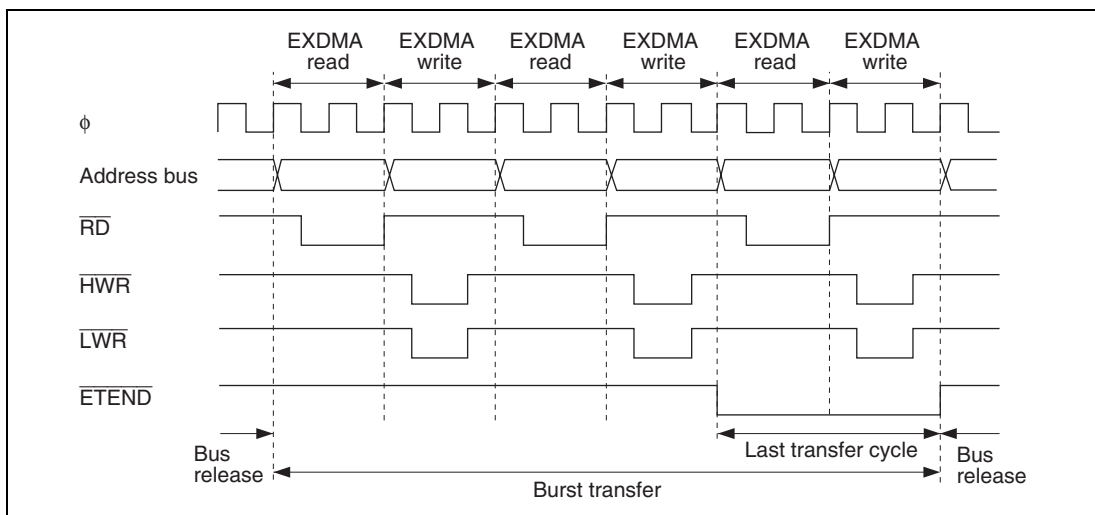 EXDMA EXDMA EXDMA EXDMA EXDMA EXDMA
read write read write read write
ϕ
Address bus
RD
HWR
LWR
ETEND
Bus Last transfer cycle Bus
release release
Burst transfer